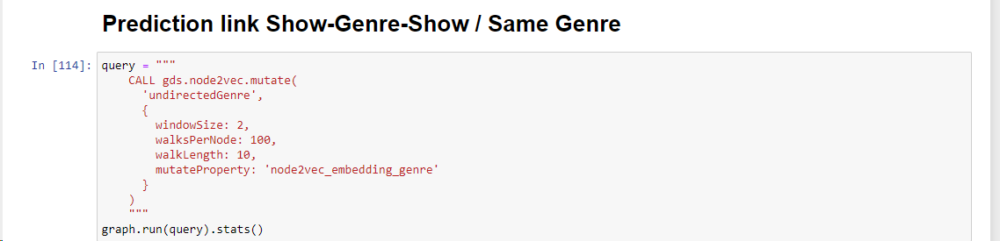 Prediction link Show-Genre-Show / Same Genre
In [114]: query = """
CALL gds.node2vec.mutate(
'undirectedGenre',
{
windowSize: 2,
walksPerNode: 100,
walkLength: 10,
mutateProperty: 'node2vec_embedding_genre'
}
)
"""
graph.run(query).stats()